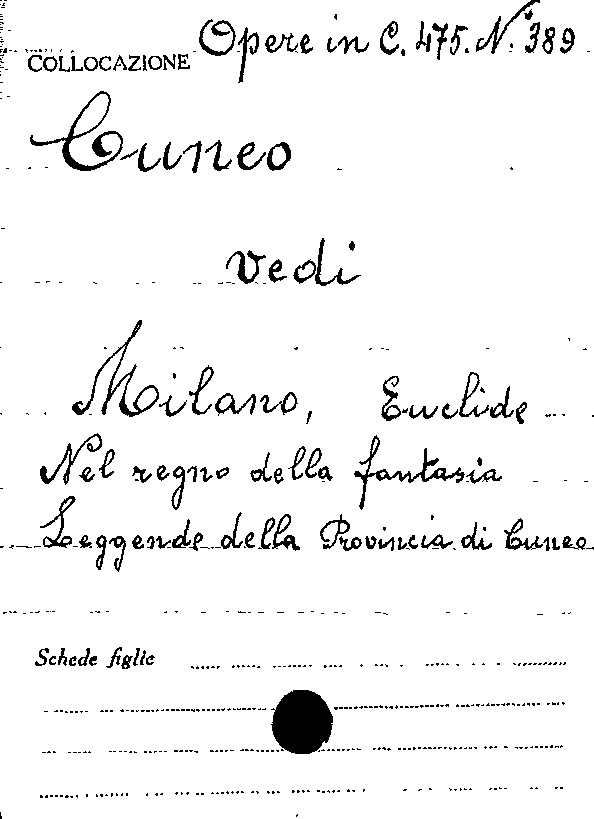 COLLOCAZIONE Opere in C. 475. N. 389
Cuneo
vedi
Milano, Euclide
Nel regno della fantasia
Leggende della Provincia di Cuneo
Schede figlie